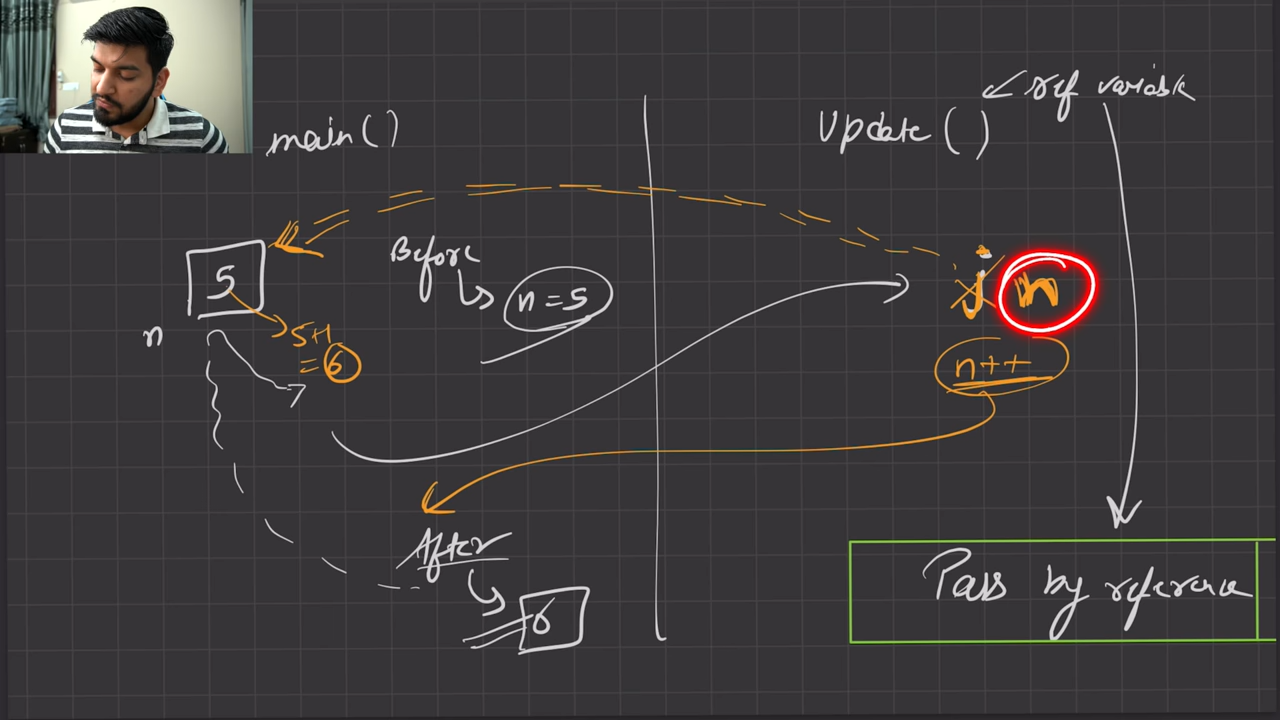 main()
Update()
ref variable
5
n
5+1
=6
Before
n=5
j n
n++
After
6
Pass by reference